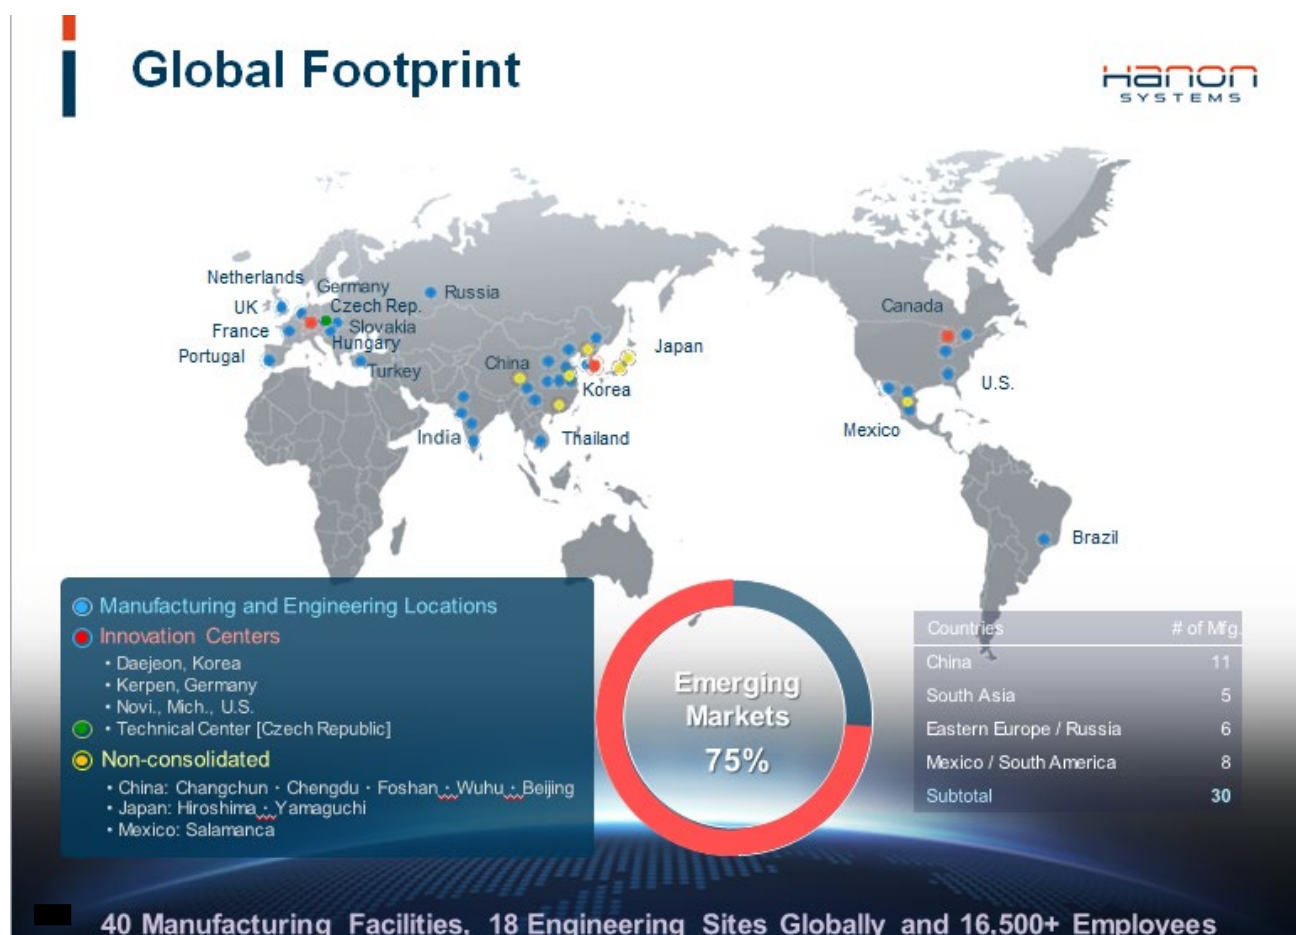 Global Footprint
Hanon
SYSTEMS
Netherlands
Germany
Russia
UK
Czech Rep.
Canada
France
Slovakia
Hungary
Japan
Portugal
China
Turkey
Korea
U.S.
India
Thailand
Mexico
Brazil
Manufacturing and Engineering Locations
Innovation Centers
• Daejeon, Korea
• Kerpen, Germany
• Novi., Mich., U.S.
• Technical Center [Czech Republic]
Non-consolidated
• China: Changchun · Chengdu · Foshan · Wuhu · Beijing
• Japan: Hiroshima · Yamaguchi
• Mexico: Salamanca
Emerging
Markets
75%
Countries # of Mfg.
China 11
South Asia 5
Eastern Europe / Russia 6
Mexico / South America 8
Subtotal 30
40 Manufacturing Facilities, 18 Engineering Sites Globally and 16,500+ Employees